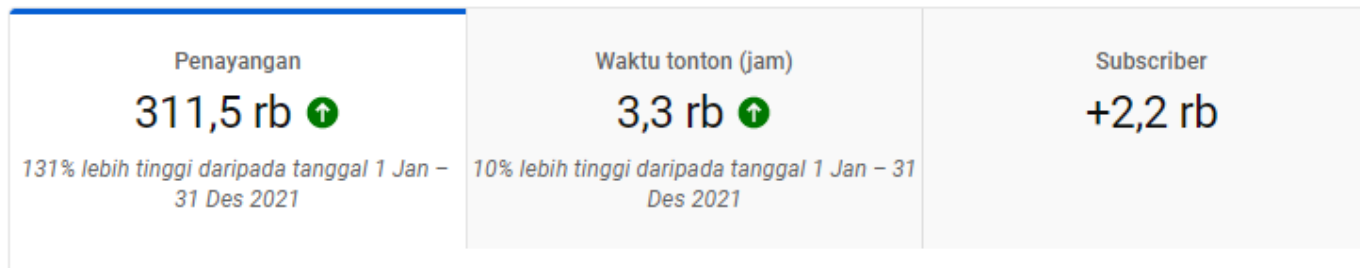 Penayangan
311,5 rb
131% lebih tinggi daripada tanggal 1 Jan –
31 Des 2021
Waktu tonton (jam)
3,3 rb
10% lebih tinggi daripada tanggal 1 Jan – 31
Des 2021
Subscriber
+2,2 rb